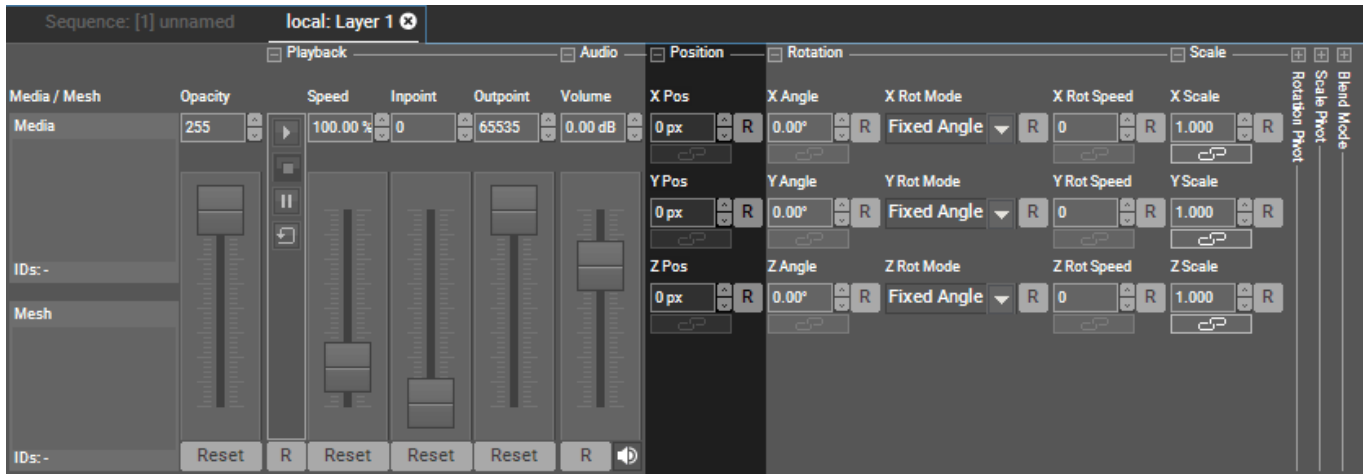 Sequence: [1] unnamed
local: Layer 1
Playback
Audio
Position
Rotation
Scale
Media / Mesh
Opacity
Speed
Inpoint
Outpoint
Volume
X Pos
X Angle
X Rot Mode
X Rot Speed
X Scale
Rotation Pivot
Scale Pivot
Blend Mode
Media
255
100.00 %
0
65535
0.00 dB
0 px
R
0.00°
R
Fixed Angle
R
0
R
1.000
R
Y Pos
Y Angle
Y Rot Mode
Y Rot Speed
Y Scale
0 px
R
0.00°
R
Fixed Angle
R
0
R
1.000
R
IDs: -
Z Pos
Z Angle
Z Rot Mode
Z Rot Speed
Z Scale
Mesh
0 px
R
0.00°
R
Fixed Angle
R
0
R
1.000
R
IDs: -
Reset
R
Reset
Reset
Reset
R